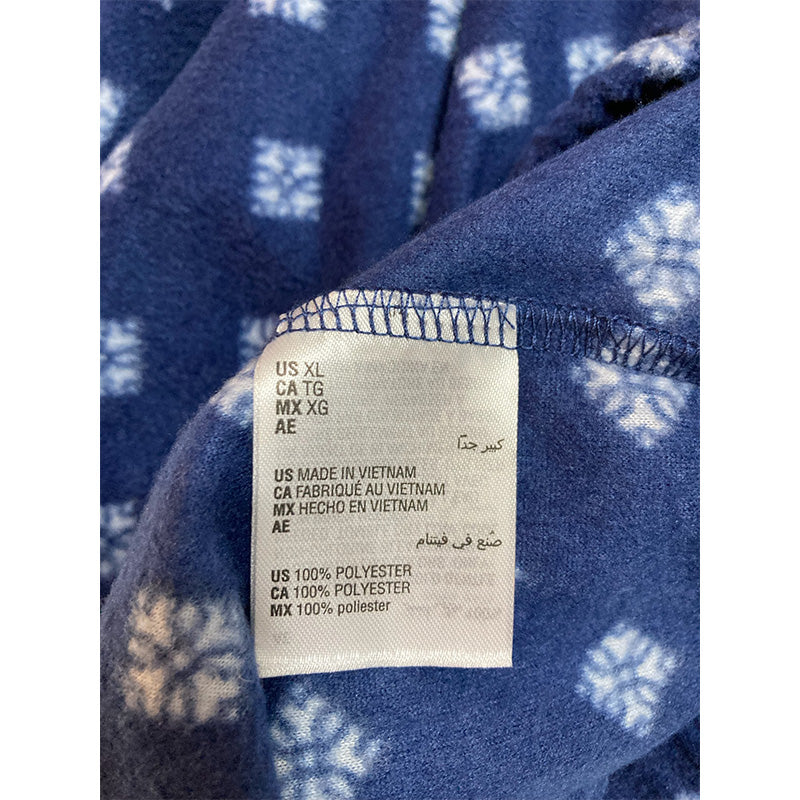 US XL
CA TG
MX XG
AE
كبير جدًا
US MADE IN VIETNAM
CA FABRIQUÉ AU VIETNAM
MX HECHO EN VIETNAM
AE
صُنع في فيتنام
US 100% POLYESTER
CA 100% POLYESTER
MX 100% poliester